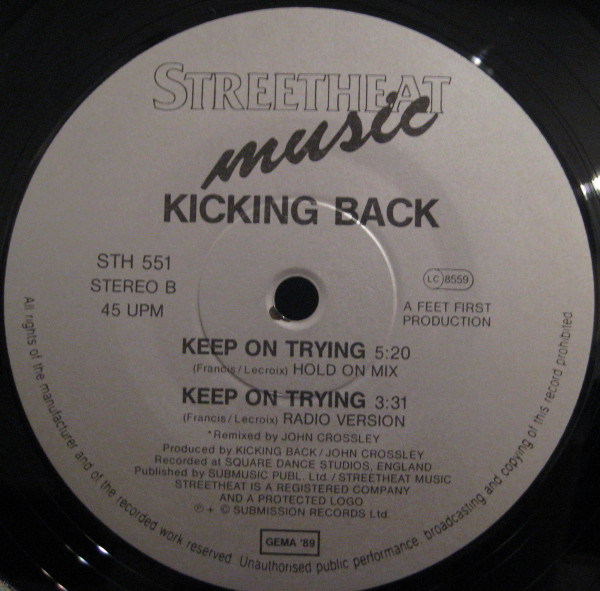 STREETHEAT
music
KICKING BACK
STH 551
STEREO B
45 UPM
LC 8559
A FEET FIRST
PRODUCTION
KEEP ON TRYING 5:20
(Francis/Lecroix) HOLD ON MIX
KEEP ON TRYING 3:31
(Francis/Lecroix) RADIO VERSION
*Remixed by JOHN CROSSLEY
Produced by KICKING BACK/JOHN CROSSLEY
Recorded at SQUARE DANCE STUDIOS, ENGLAND
Published by SUBMUSIC PUBL. Ltd./STREETHEAT MUSIC
STREETHEAT IS A REGISTERED COMPANY
AND A PROTECTED LOGO
℗ + © SUBMISSION RECORDS Ltd.
GEMA '89
All rights of the manufacturer and of the recorded work reserved. Unauthorised public performance, broadcasting and copying of this record prohibited